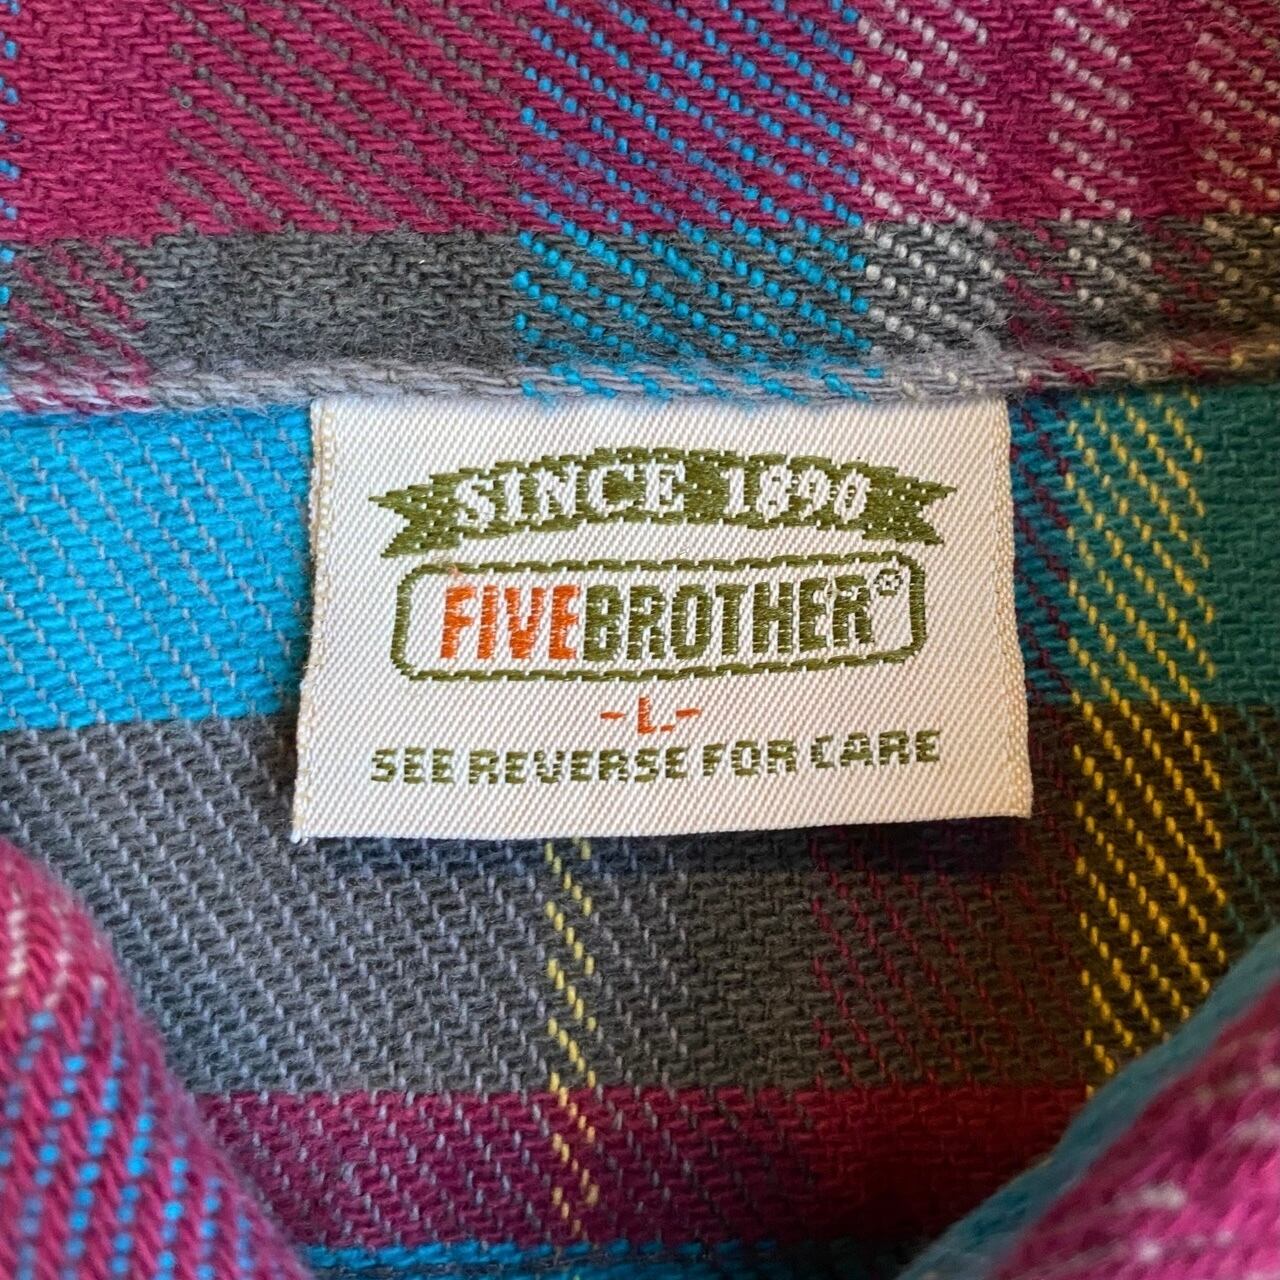 SINCE 1890
FIVEBROTHER®
-L-
SEE REVERSE FOR CARE